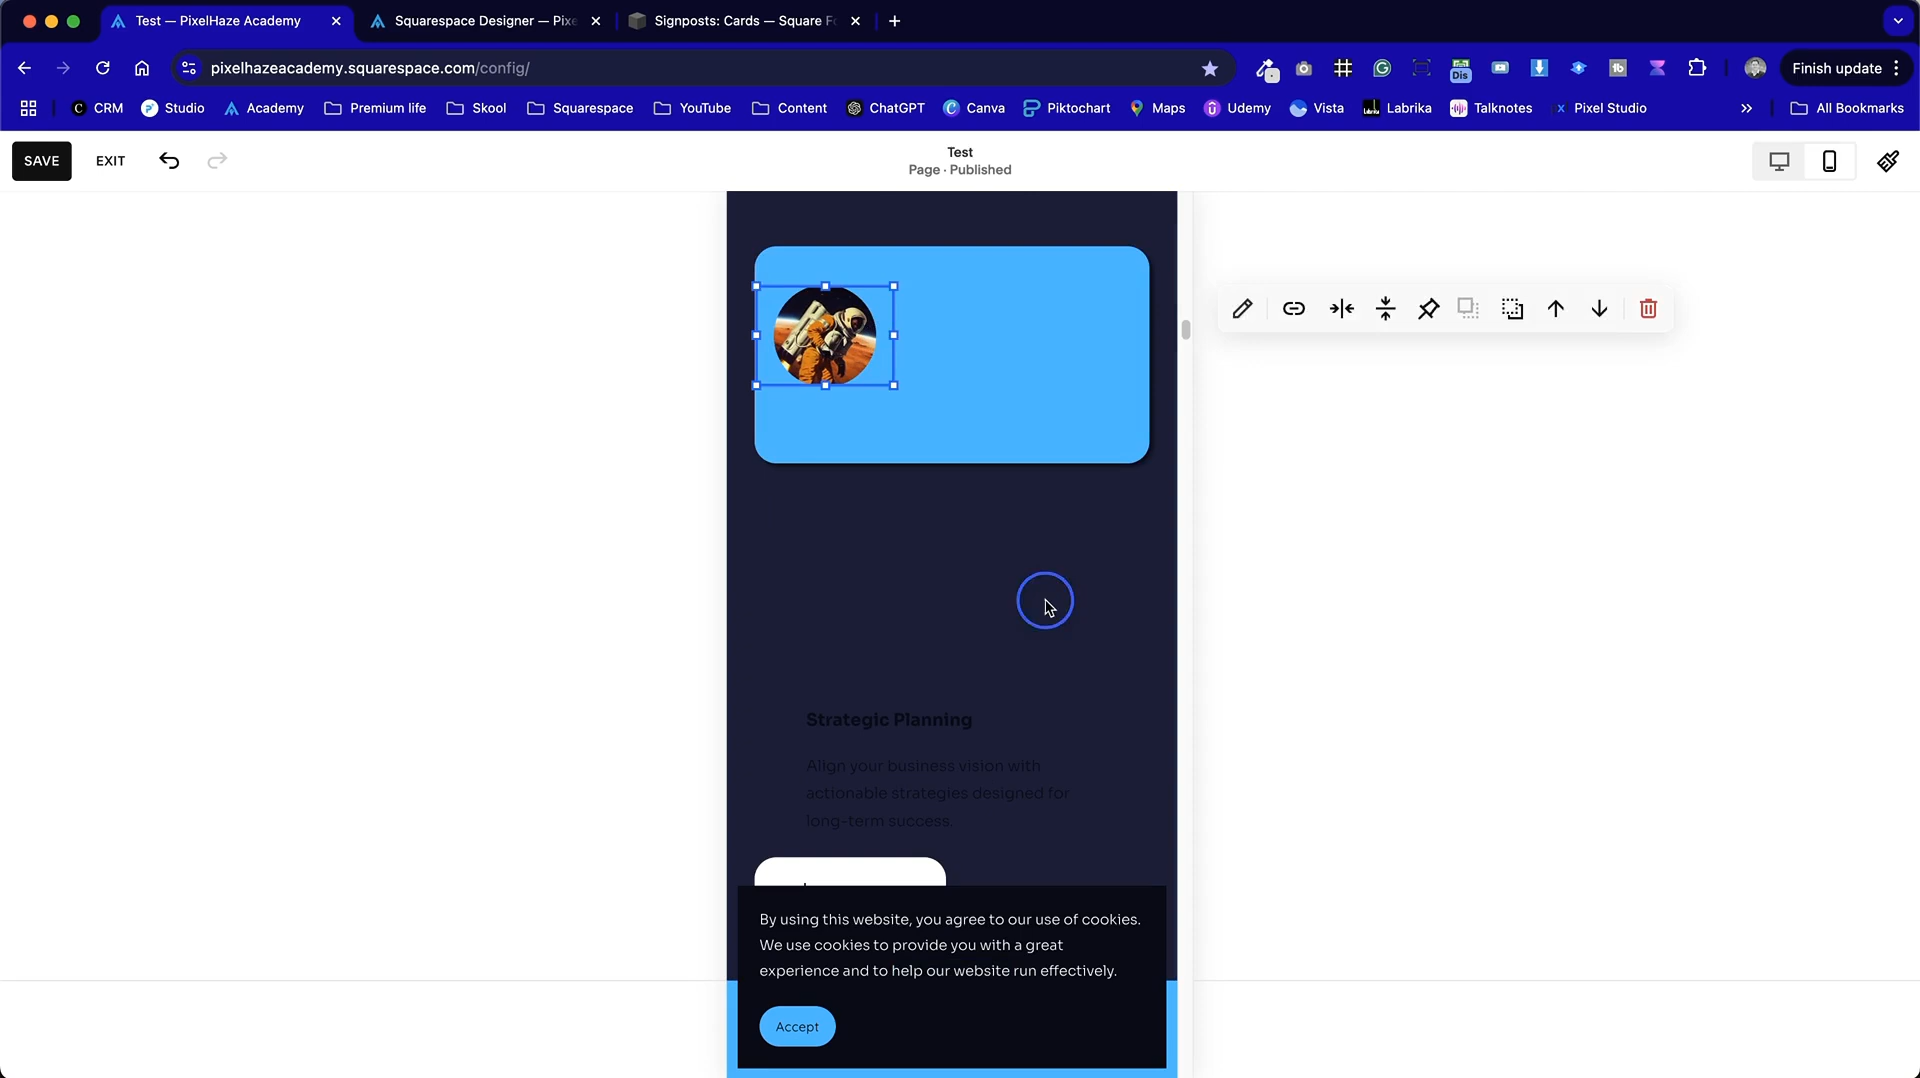 Test — PixelHaze Academy
Squarespace Designer — Pixe
Signposts: Cards — Square Fo
pixelhazeacademy.squarespace.com/config/
Dis
Finish update
CRM
Studio
Academy
Premium life
Skool
Squarespace
YouTube
Content
ChatGPT
Canva
Piktochart
Maps
Udemy
Vista
Labrika
Talknotes
Pixel Studio
All Bookmarks
SAVE
EXIT
Test
Page · Published
Strategic Planning
Align your business vision with
actionable strategies designed for
long-term success.
By using this website, you agree to our use of cookies.
We use cookies to provide you with a great
experience and to help our website run effectively.
Accept